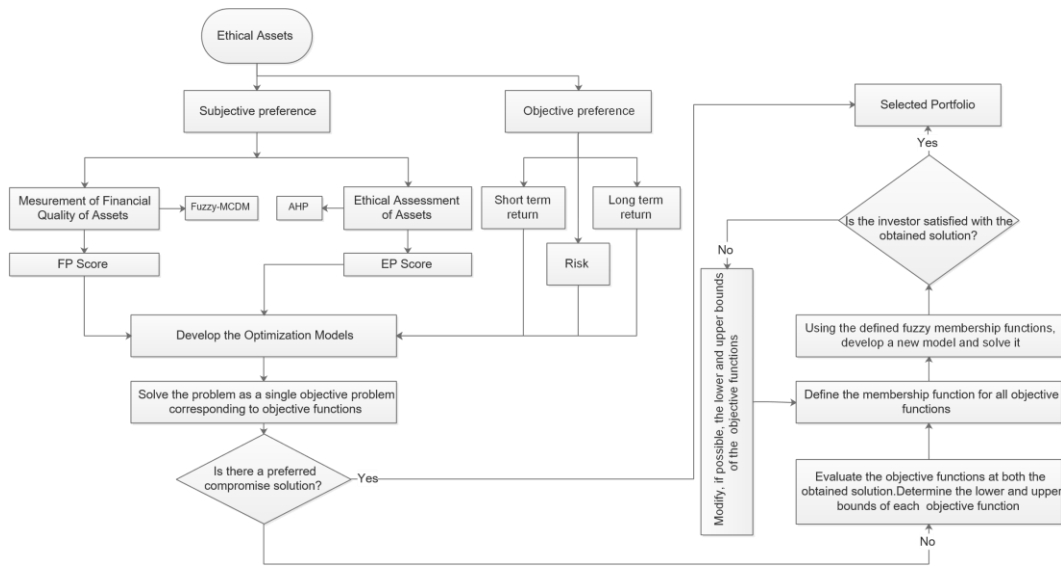 Ethical Assets
Subjective preference
Objective preference
Selected Portfolio
Yes
Mesurement of Financial
Quality of Assets
Fuzzy-MCDM
AHP
Ethical Assessment
of Assets
Short term
return
Long term
return
Is the investor satisfied with the
obtained solution?
No
FP Score
EP Score
Risk
Modify, if possible, the lower and upper bounds
of the objective functions
Develop the Optimization Models
Using the defined fuzzy membership functions,
develop a new model and solve it
Solve the problem as a single objective problem
corresponding to objective functions
Define the membership function for all objective
functions
Is there a preferred
compromise solution?
Yes
Evaluate the objective functions at both the
obtained solution.Determine the lower and upper
bounds of each objective function
No